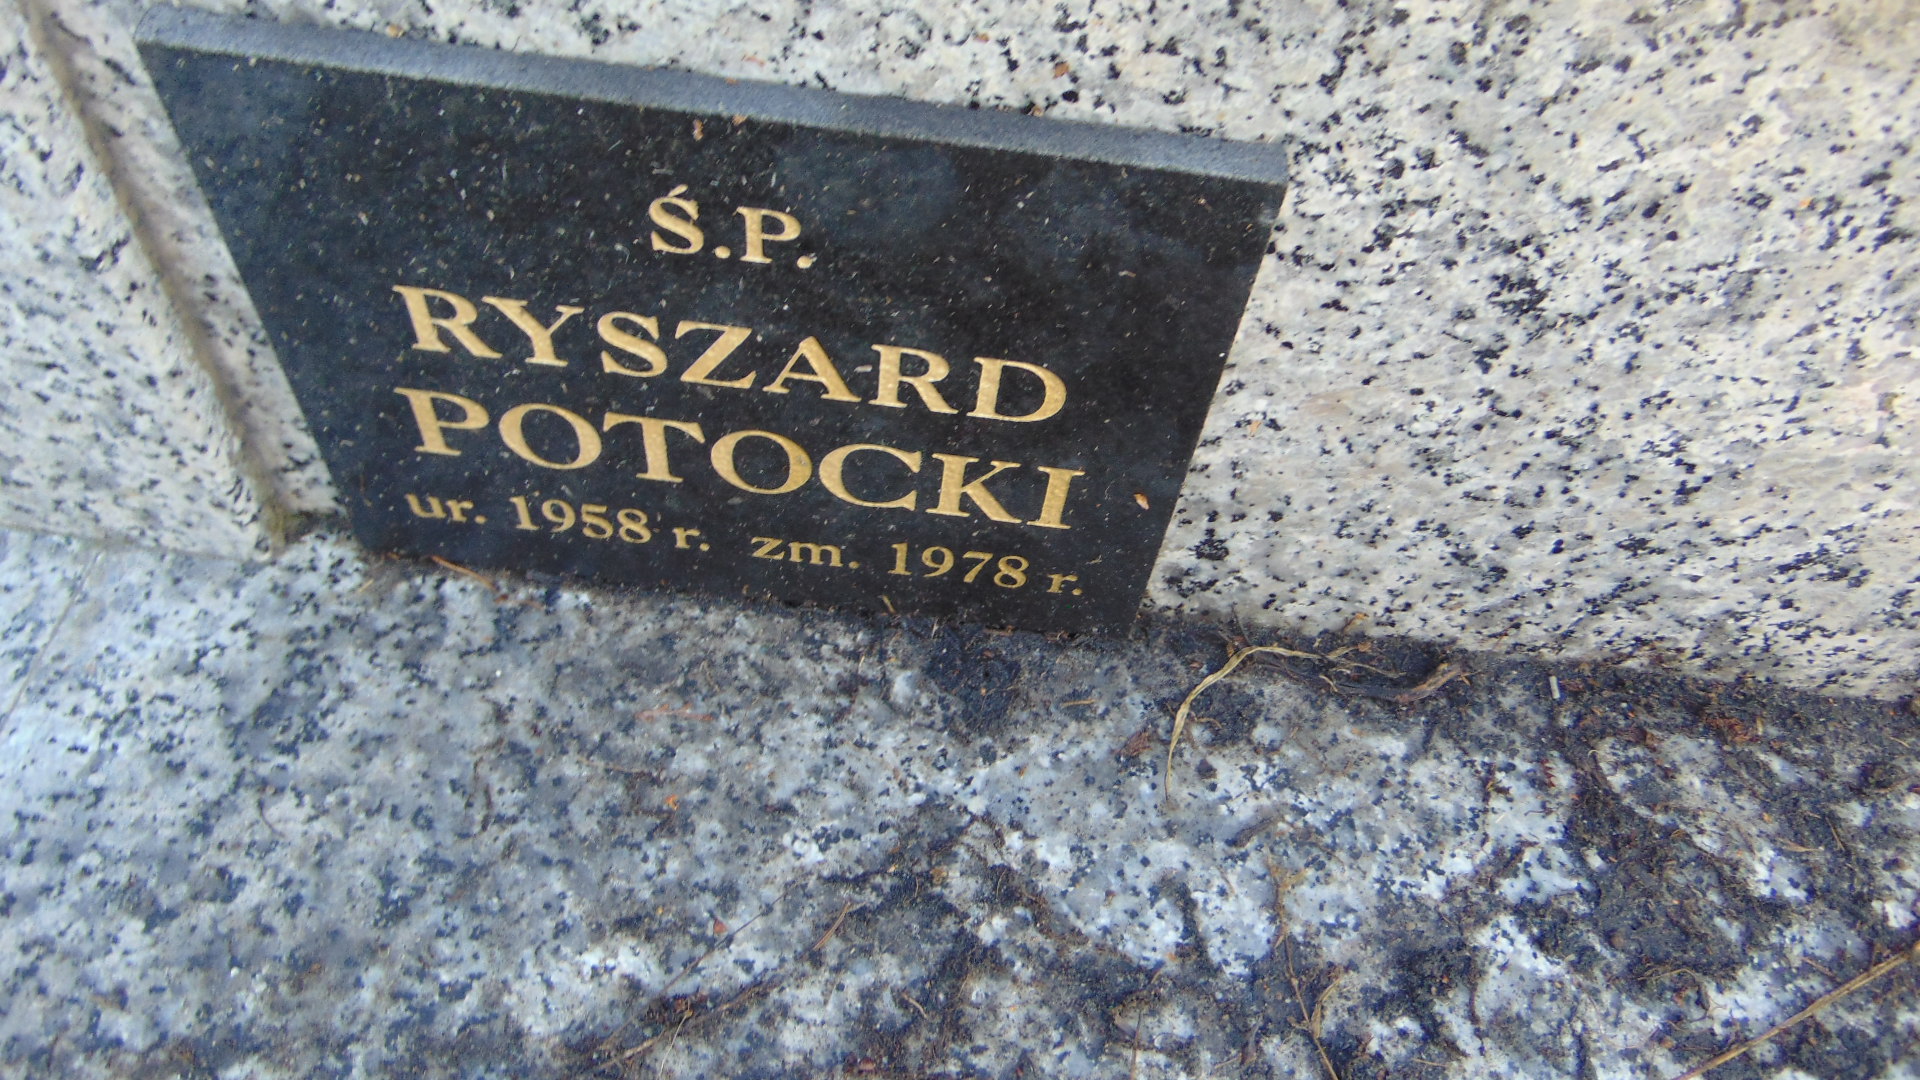 Ś.P.
RYSZARD
POTOCKI
ur. 1958 r. zm. 1978 r.